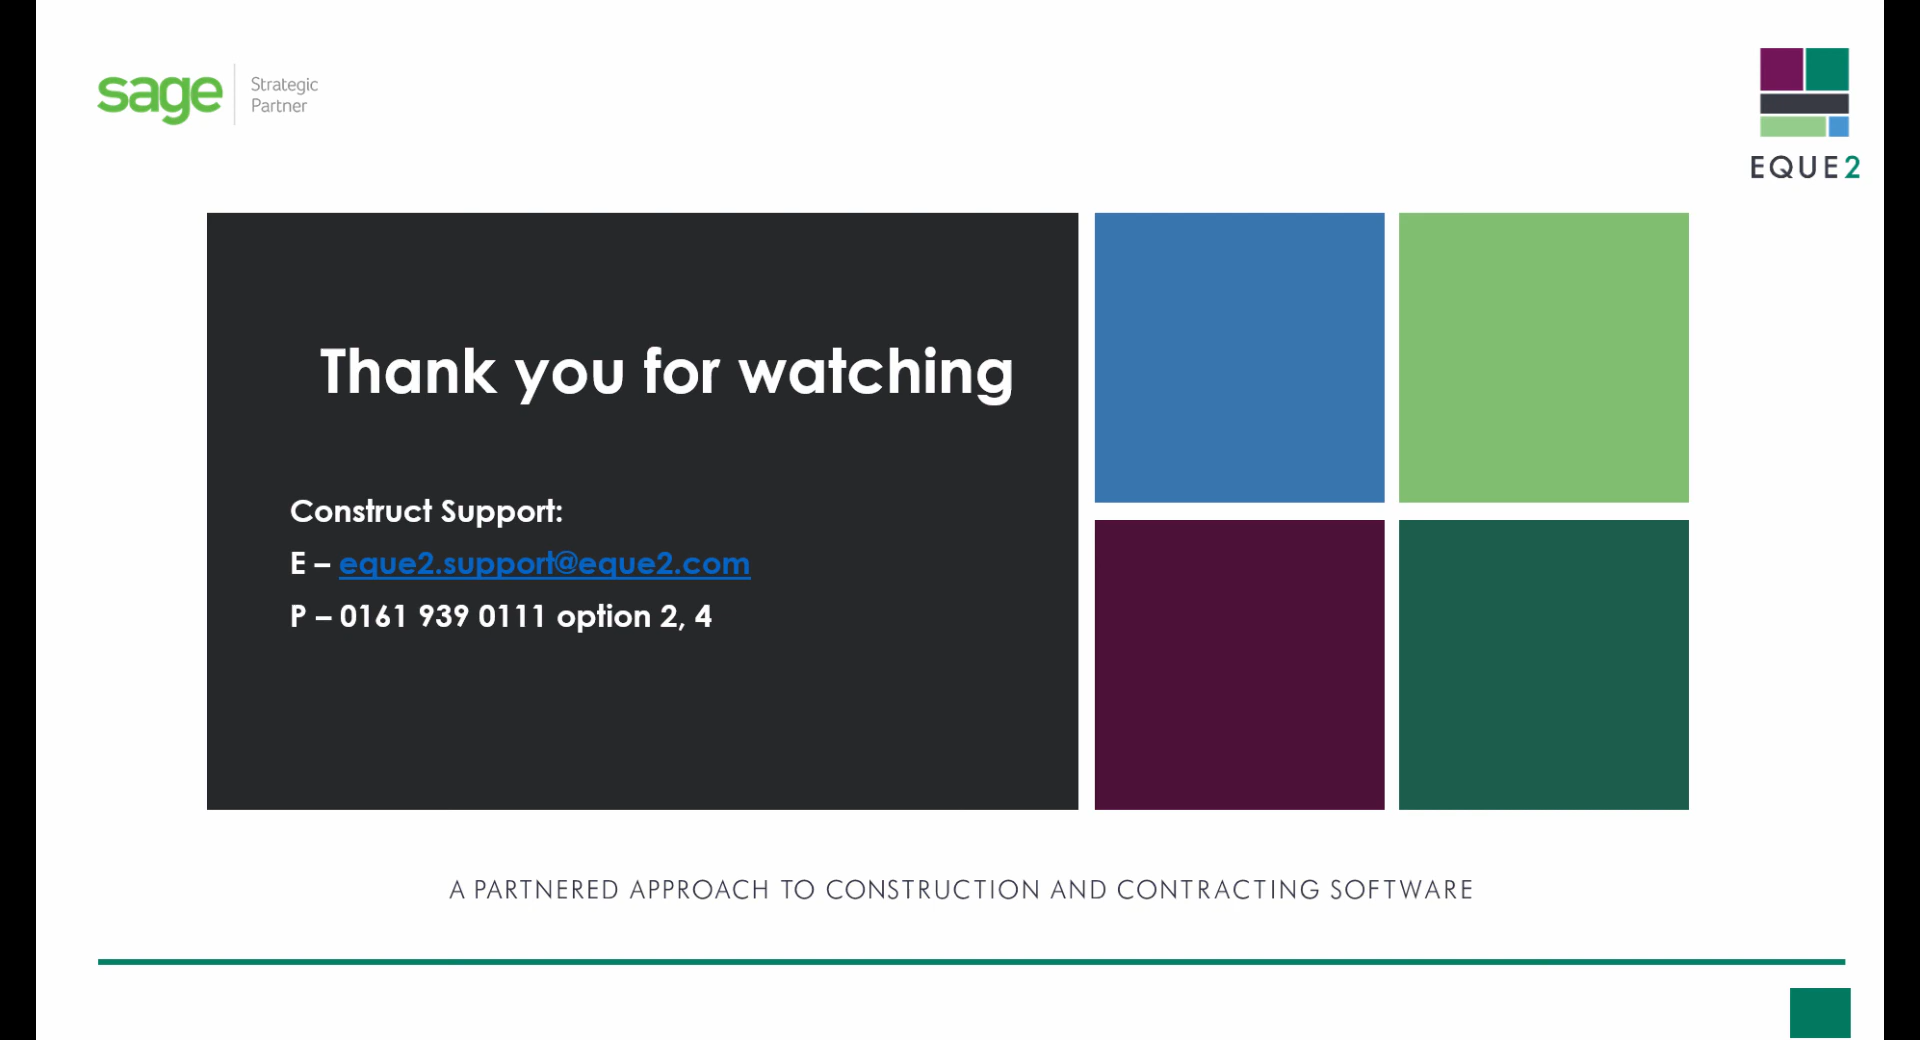 sage
Strategic
Partner
EQUE2
Thank you for watching
Construct Support:
E – eque2.support@eque2.com
P – 0161 939 0111 option 2, 4
A PARTNERED APPROACH TO CONSTRUCTION AND CONTRACTING SOFTWARE